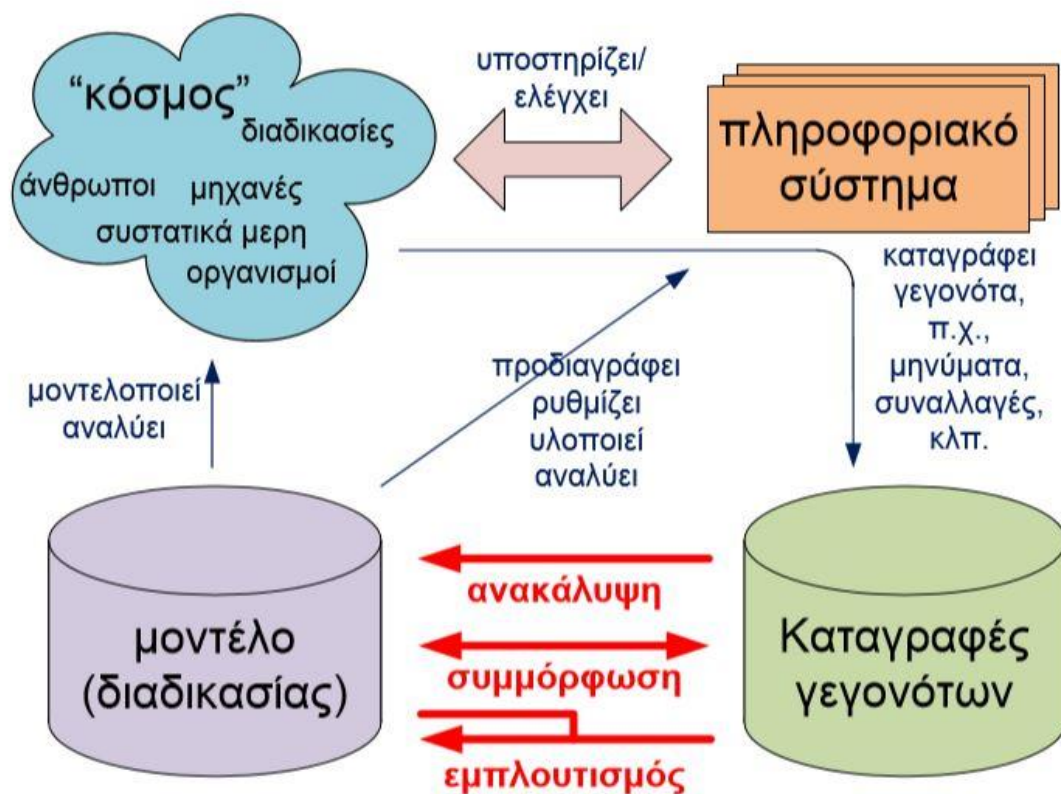 “κόσμος”
διαδικασίες
άνθρωποι μηχανές
συστατικά μερη
οργανισμοί
υποστηρίζει/
ελέγχει
πληροφοριακό
σύστημα
καταγράφει
γεγονότα,
π.χ.,
μηνύματα,
συναλλαγές,
κλπ.
μοντελοποιεί
αναλύει
προδιαγράφει
ρυθμίζει
υλοποιεί
αναλύει
μοντέλο
(διαδικασίας)
ανακάλυψη
συμμόρφωση
εμπλουτισμός
Καταγραφές
γεγονότων